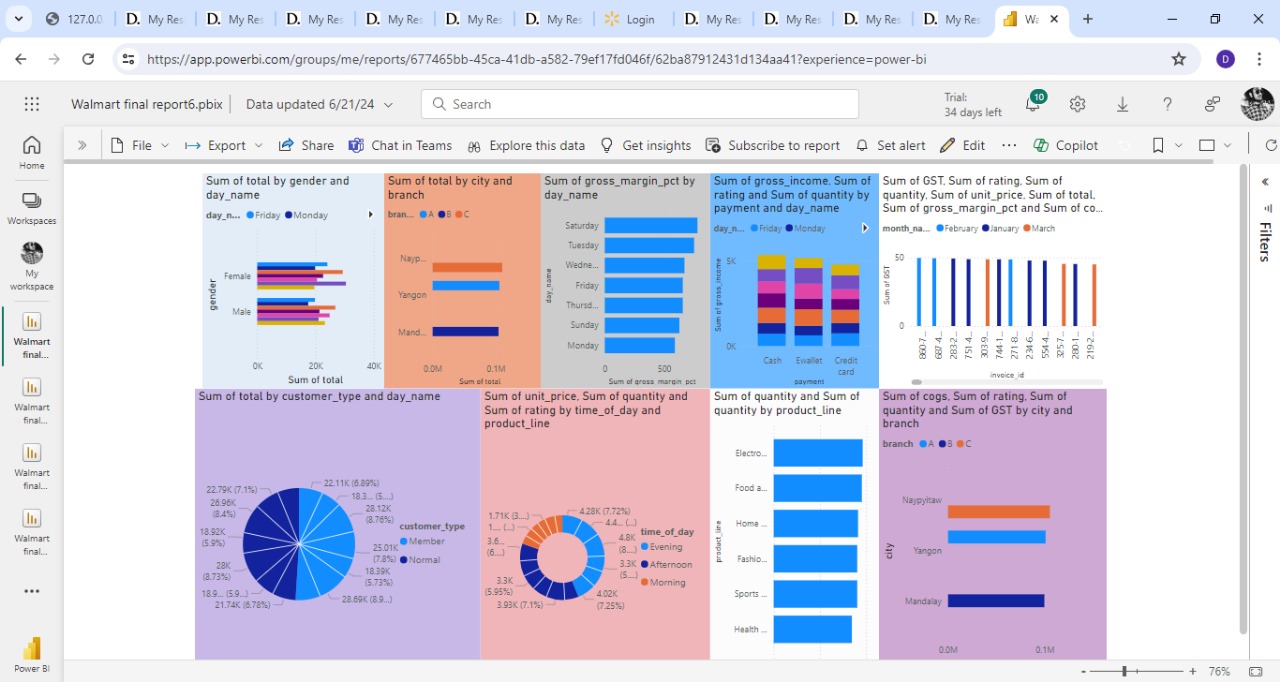 127.0.0
D. My Res
D. My Res
D. My Res
D. My Res
D. My Res
D. My Res
Login
D. My Res
D. My Res
D. My Res
D. My Res
Wa
https://app.powerbi.com/groups/me/reports/677465bb-45ca-41db-a582-79ef17fd046f/62ba87912431d134aa41?experience=power-bi
D
Walmart final report6.pbix
Data updated 6/21/24
Search
Trial:
34 days left
10
File
Export
Share
Chat in Teams
Explore this data
Get insights
Subscribe to report
Set alert
Edit
Copilot
Home
Workspaces
My
workspace
Walmart
final...
Walmart
final...
Walmart
final...
Walmart
final...
Power BI
Filters
Sum of total by gender and
day_name
day_n...
Friday
Monday
gender
Female
Male
0K
20K
40K
Sum of total
Sum of total by city and
branch
bran...
A
B
C
Nayp...
Yangon
Mand...
0.0M
0.1M
Sum of total
Sum of gross_margin_pct by
day_name
day_name
Saturday
Tuesday
Wedne...
Friday
Thursd...
Sunday
Monday
0
500
Sum of gross_margin_pct
Sum of gross_income, Sum of
rating and Sum of quantity by
payment and day_name
day_n...
Friday
Monday
Sum of gross_income
5K
0K
Cash
Ewallet
Credit
card
payment
Sum of GST, Sum of rating, Sum of
quantity, Sum of unit_price, Sum of total,
Sum of gross_margin_pct and Sum of co...
month_na...
February
January
March
Sum of GST
50
0
860-7...
687-4...
283-2...
751-4...
303-9...
744-1...
271-8...
234-6...
554-4...
325-7...
280-1...
219-2...
invoice_id
Sum of total by customer_type and day_name
22.11K (6.89%)
18.3... (5....)
28.12K
(8.76%)
25.01K
(7.8%)
18.39K
(5.73%)
28.69K (8.9...)
21.74K (6.78%)
18.9... (5.9...)
28K
(8.73%)
18.92K
(5.9%)
26.96K
(8.4%)
22.79K (7.1%)
customer_type
Member
Normal
Sum of unit_price, Sum of quantity and
Sum of rating by time_of_day and
product_line
4.28K (7.72%)
4.4... (...)
4.8K
(8....)
3.3K
(5....)
4.02K
(7.25%)
3.93K (7.1%)
3.3K
(5.95%)
3.6...
(6....)
1.... (...)
1.71K (3....)
time_of_day
Evening
Afternoon
Morning
Sum of quantity and Sum of
quantity by product_line
product_line
Electro...
Food a...
Home ...
Fashio...
Sports ...
Health ...
Sum of cogs, Sum of rating, Sum of
quantity and Sum of GST by city and
branch
branch
A
B
C
city
Naypyitaw
Yangon
Mandalay
0.0M
0.1M
76%